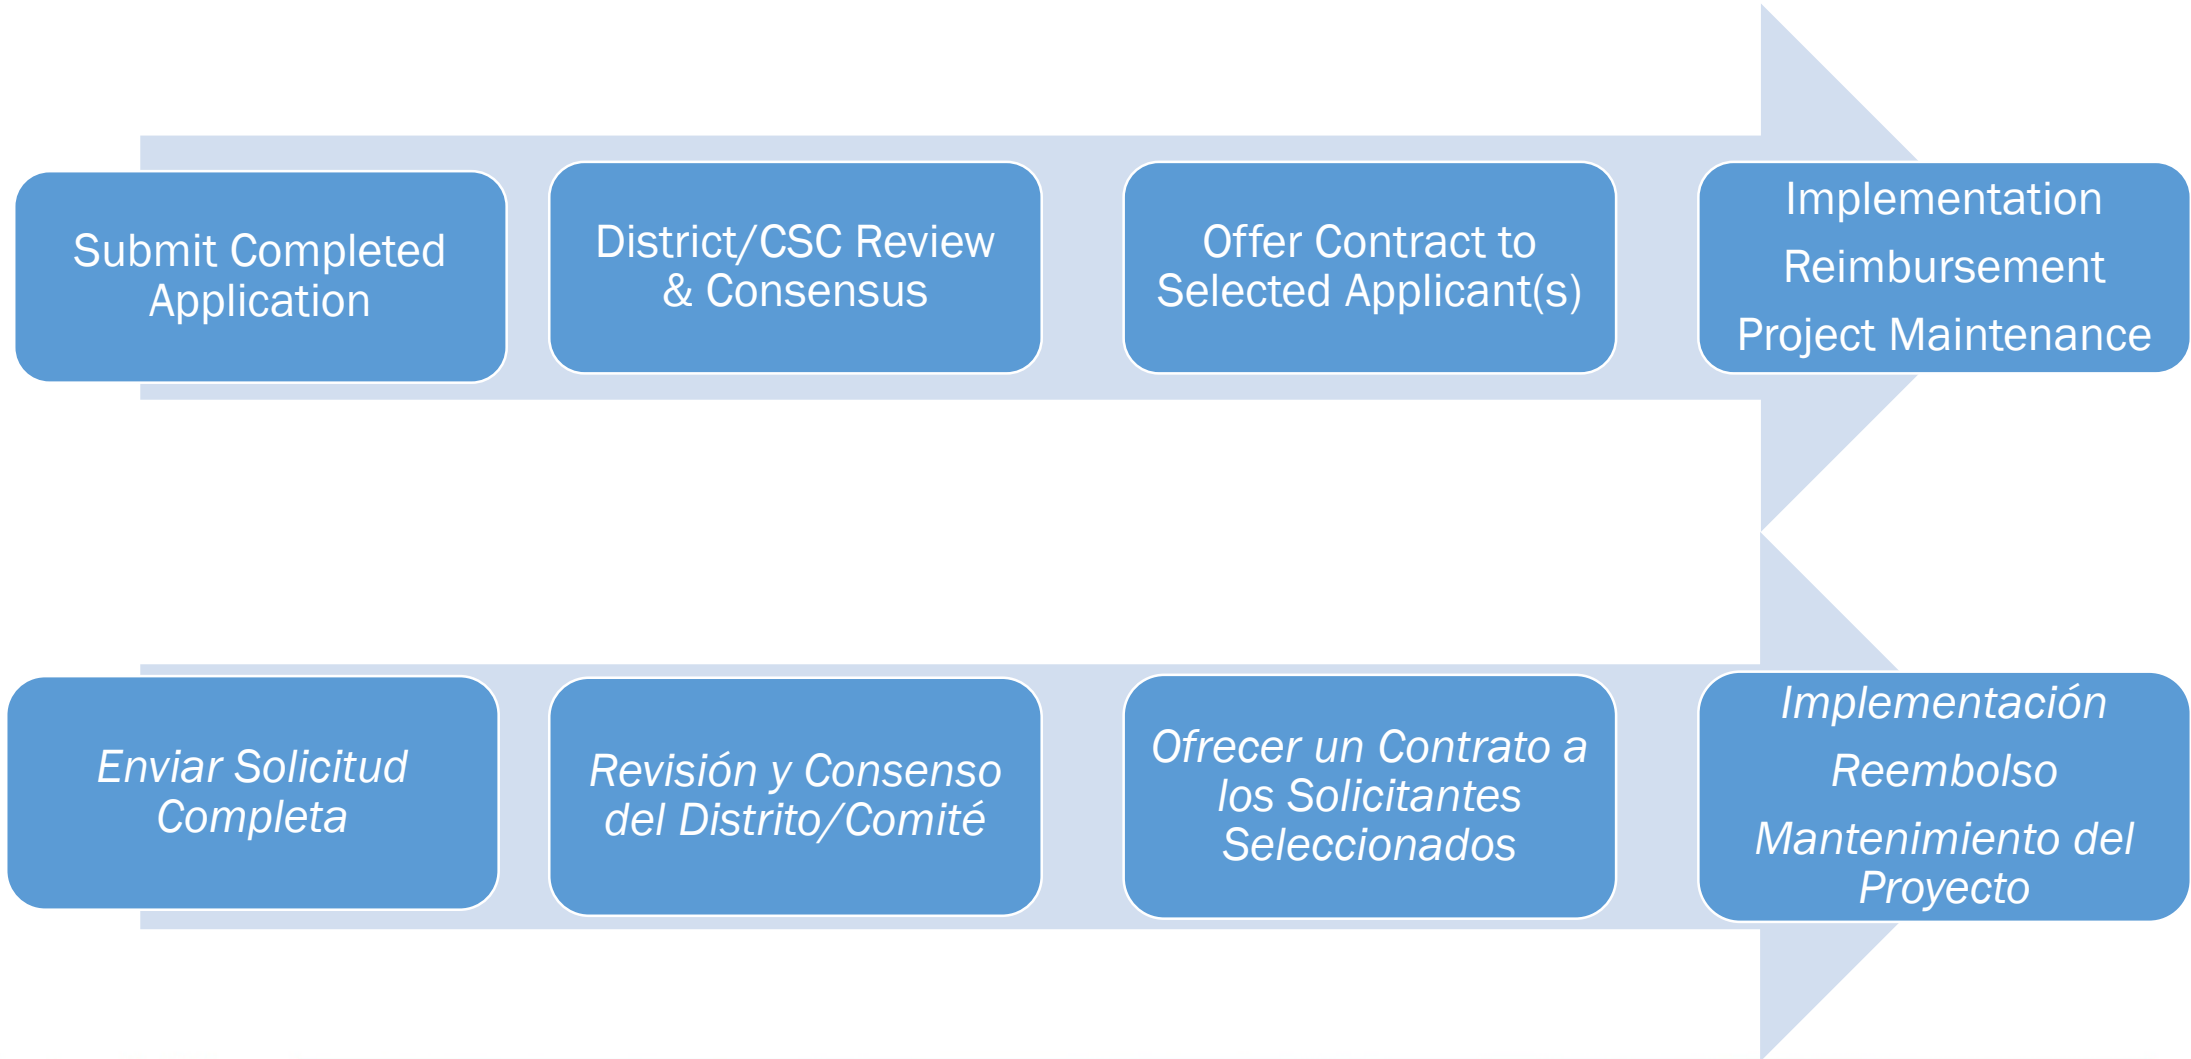 Submit Completed
Application
District/CSC Review
& Consensus
Offer Contract to
Selected Applicant(s)
Implementation
Reimbursement
Project Maintenance
Enviar Solicitud
Completa
Revisión y Consenso
del Distrito/Comité
Ofrecer un Contrato a
los Solicitantes
Seleccionados
Implementación
Reembolso
Mantenimiento del
Proyecto